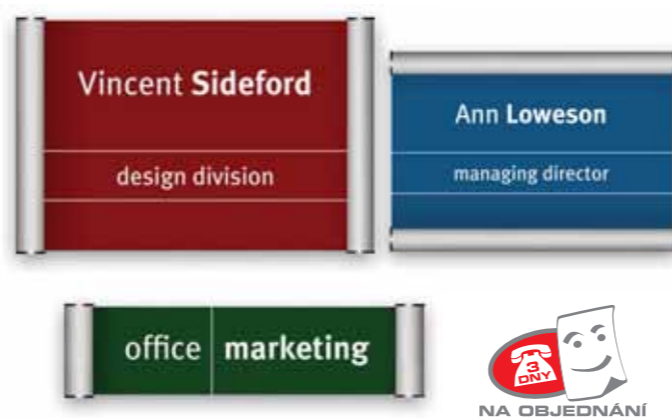 Vincent Sideford
design division
Ann Loweson
managing director
office marketing
3
DNY
NA OBJEDNÁNÍ